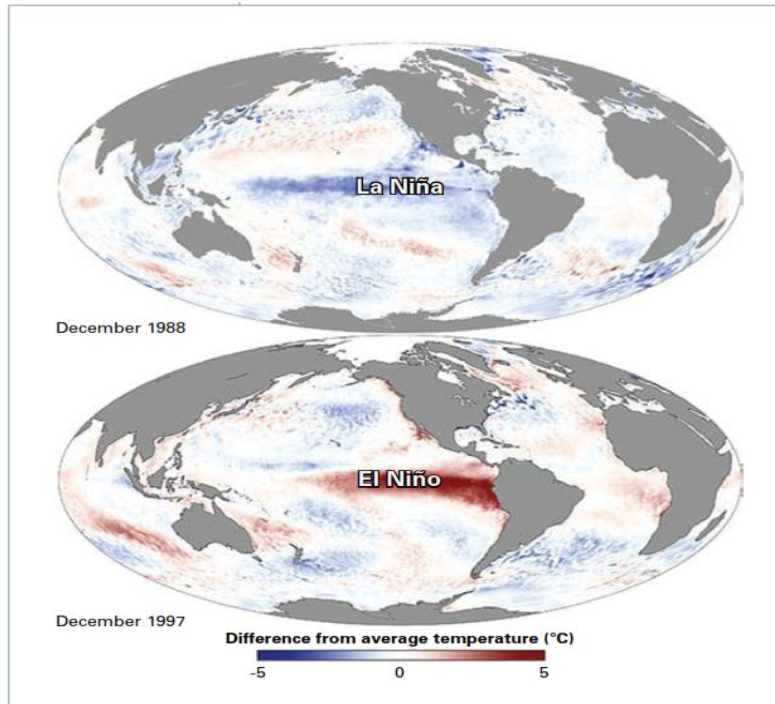 La Niña
December 1988
El Niño
December 1997
Difference from average temperature (°C)
-5
0
5